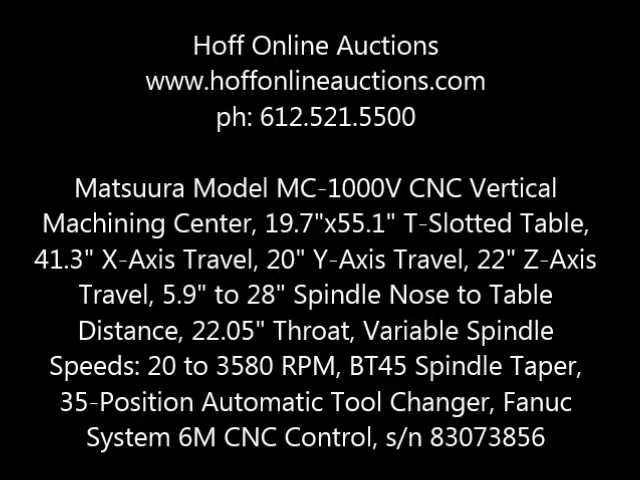 Hoff Online Auctions
www.hoffonlineauctions.com
ph: 612.521.5500
Matsuura Model MC-1000V CNC Vertical
Machining Center, 19.7"x55.1" T-Slotted Table,
41.3" X-Axis Travel, 20" Y-Axis Travel, 22" Z-Axis
Travel, 5.9" to 28" Spindle Nose to Table
Distance, 22.05" Throat, Variable Spindle
Speeds: 20 to 3580 RPM, BT45 Spindle Taper,
35-Position Automatic Tool Changer, Fanuc
System 6M CNC Control, s/n 83073856